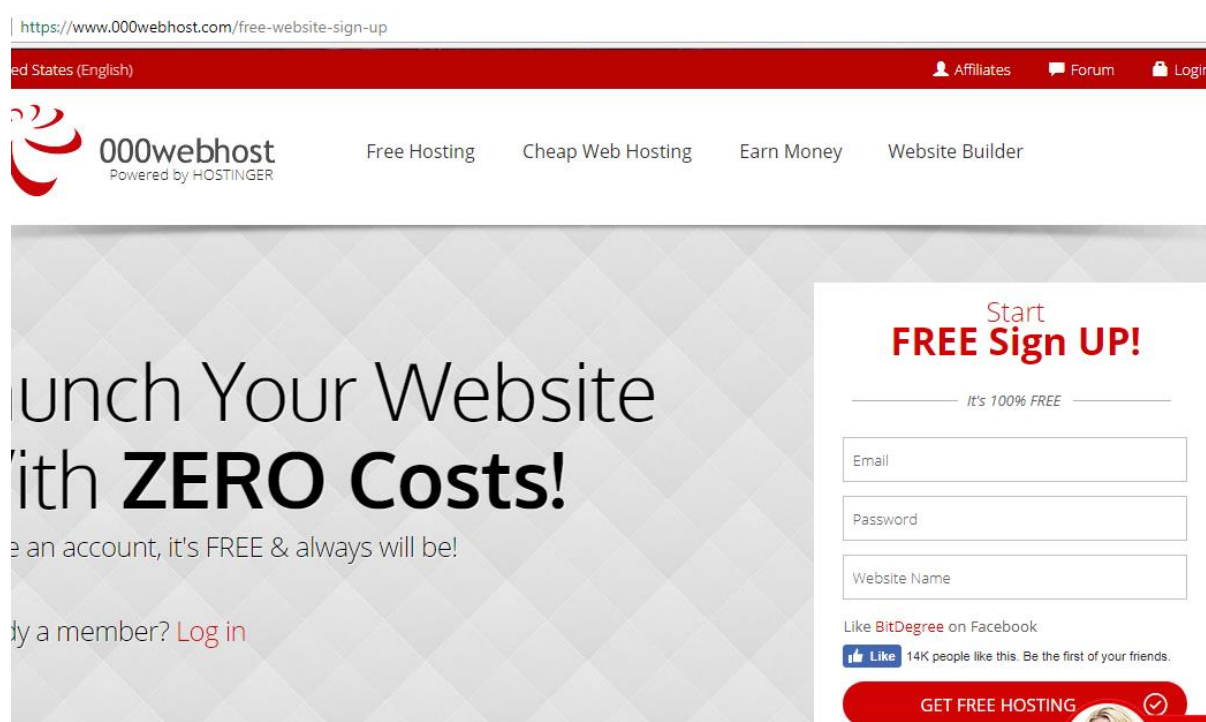 https://www.000webhost.com/free-website-sign-up
ed States (English)
Affiliates
Forum
Login
000webhost
Powered by HOSTINGER
Free Hosting
Cheap Web Hosting
Earn Money
Website Builder
unch Your Website
ith ZERO Costs!
e an account, it's FREE & always will be!
dy a member? Log in
Start
FREE Sign UP!
It's 100% FREE
Email
Password
Website Name
Like BitDegree on Facebook
Like 14K people like this. Be the first of your friends.
GET FREE HOSTING